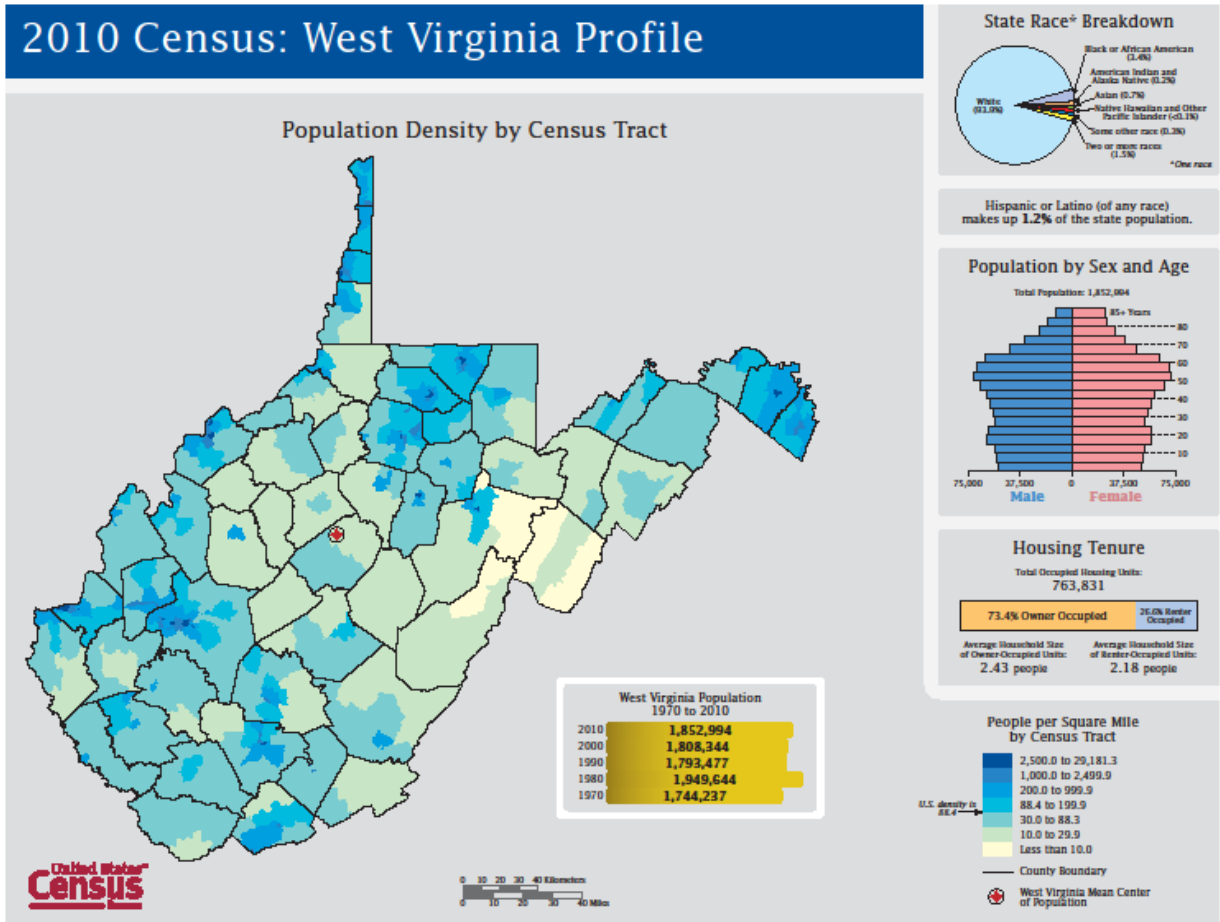 2010 Census: West Virginia Profile
Population Density by Census Tract
State Race* Breakdown
Black or African American
(3.4%)
American Indian and
Alaska Native (0.2%)
Asian (0.7%)
Native Hawaiian and Other
Pacific Islander (<0.1%)
Some other race (0.3%)
Two or more races
(1.5%)
White
(93.9%)
*One race
Hispanic or Latino (of any race)
makes up 1.2% of the state population.
Population by Sex and Age
Total Population: 1,852,994
85+ Years
80
70
60
50
40
30
20
10
75,000 37,500 0 37,500 75,000
Male Female
Housing Tenure
Total Occupied Housing Units:
763,831
73.4% Owner Occupied
26.6% Renter
Occupied
Average Household Size
of Owner-Occupied Units:
2.43 people
Average Household Size
of Renter-Occupied Units:
2.18 people
West Virginia Population
1970 to 2010
2010 1,852,994
2000 1,808,344
1990 1,793,477
1980 1,949,644
1970 1,744,237
People per Square Mile
by Census Tract
2,500.0 to 29,181.3
1,000.0 to 2,499.9
200.0 to 999.9
88.4 to 199.9
30.0 to 88.3
10.0 to 29.9
Less than 10.0
U.S. density is
88.4
County Boundary
West Virginia Mean Center
of Population
United States™
Census
0 10 20 30 40 Kilometers
0 10 20 30 40 Miles